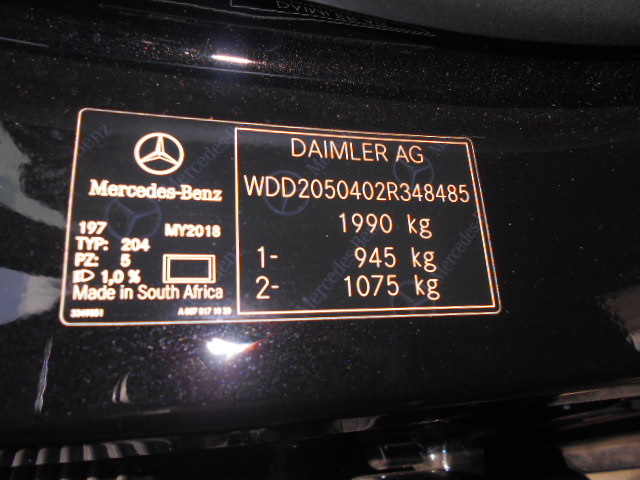 Mercedes-Benz
197 MY2018
TYP: 204
PZ: 5
1,0 %
Made in South Africa
DAIMLER AG
WDD2050402R348485
1990 kg
1- 945 kg
2- 1075 kg